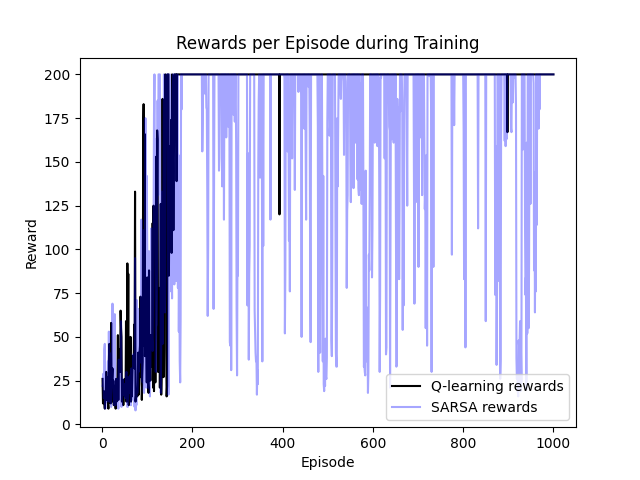 Rewards per Episode during Training
Reward
200
175
150
125
100
75
50
25
0
Q-learning rewards
SARSA rewards
0 200 400 600 800 1000
Episode